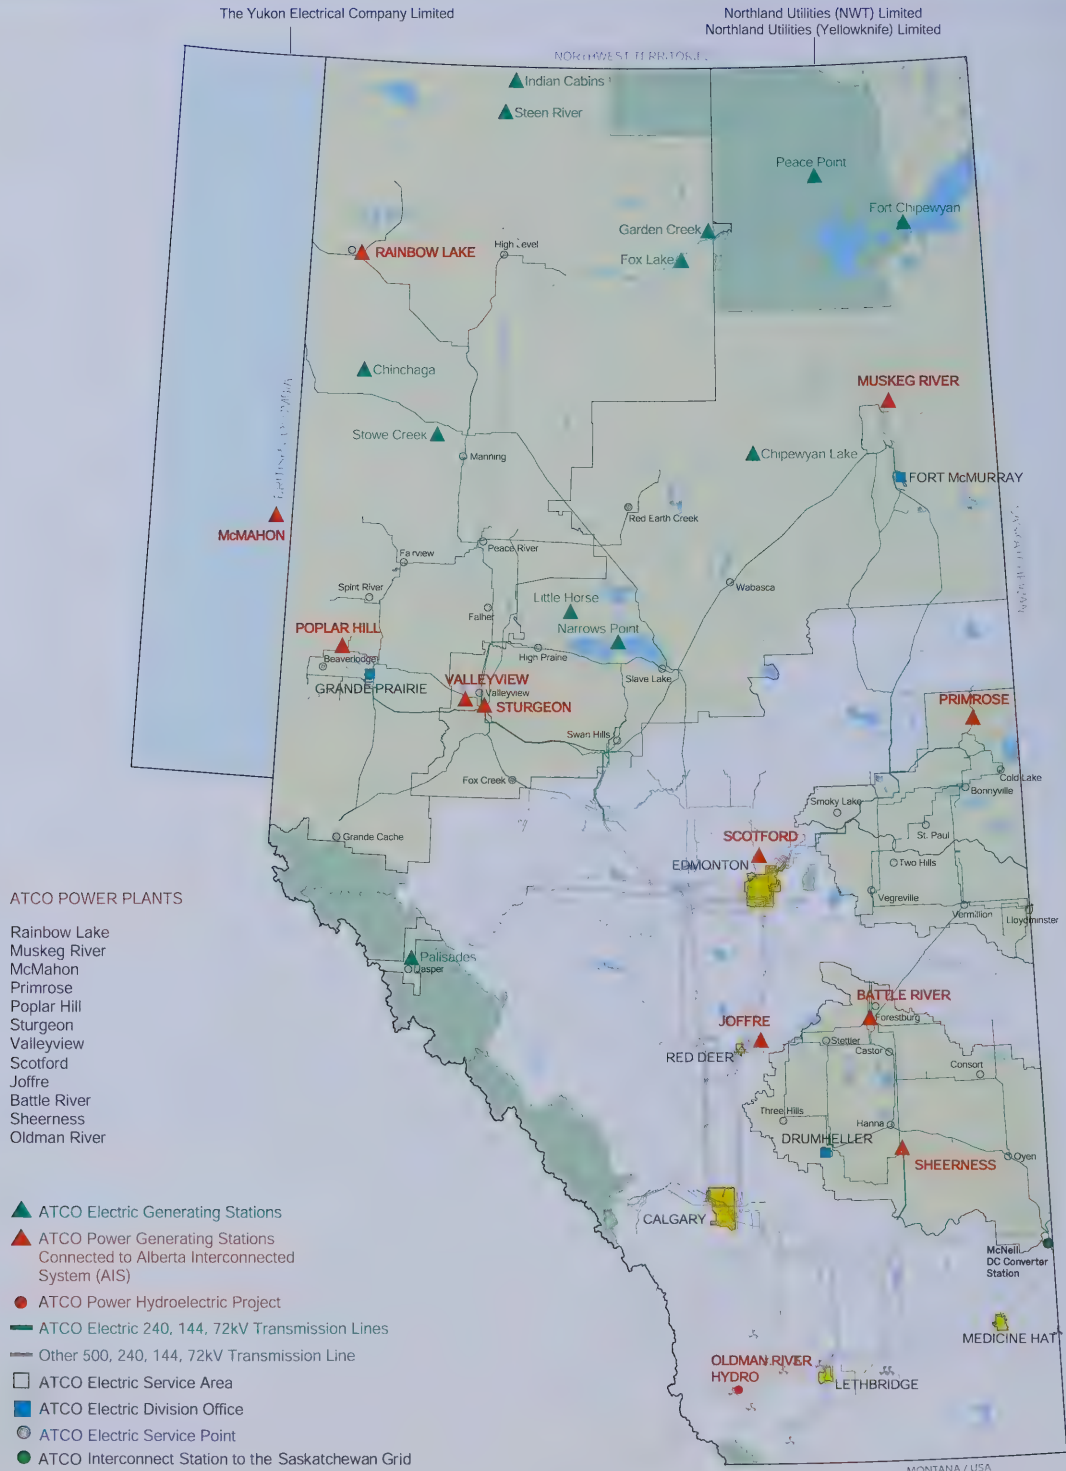 The Yukon Electrical Company Limited
Northland Utilities (NWT) Limited
Northland Utilities (Yellowknife) Limited
Indian Cabins
Steen River
Peace Point
Fort Chipewyan
Garden Creek
Fox Lake
RAINBOW LAKE
High Level
Chinchaga
MUSKEG RIVER
Stowe Creek
Manning
Chipewyan Lake
FORT McMURRAY
McMAHON
Red Earth Creek
Fairview
Peace River
Spirit River
Wabasca
Little Horse
Falher
Narrows Point
POPLAR HILL
Beaverlodge
High Prairie
Slave Lake
GRANDE PRAIRIE
VALLEYVIEW
Valleyview
STURGEON
PRIMROSE
Swan Hills
Fox Creek
Cold Lake
Bonnyville
Smoky Lake
St. Paul
Grande Cache
SCOTFORD
EDMONTON
Two Hills
Vegreville
Vermillion
Lloydminster
Palisades
Jasper
BATTLE RIVER
Forestburg
JOFFRE
RED DEER
Stettler
Castor
Consort
Three Hills
Hanna
DRUMHELLER
Oyen
SHEERNESS
CALGARY
McNeill
DC Converter
Station
MEDICINE HAT
OLDMAN RIVER
HYDRO
LETHBRIDGE
MONTANA / USA
ATCO POWER PLANTS
Rainbow Lake
Muskeg River
McMahon
Primrose
Poplar Hill
Sturgeon
Valleyview
Scotford
Joffre
Battle River
Sheerness
Oldman River
ATCO Electric Generating Stations
ATCO Power Generating Stations
Connected to Alberta Interconnected
System (AIS)
ATCO Power Hydroelectric Project
ATCO Electric 240, 144, 72kV Transmission Lines
Other 500, 240, 144, 72kV Transmission Line
ATCO Electric Service Area
ATCO Electric Division Office
ATCO Electric Service Point
ATCO Interconnect Station to the Saskatchewan Grid